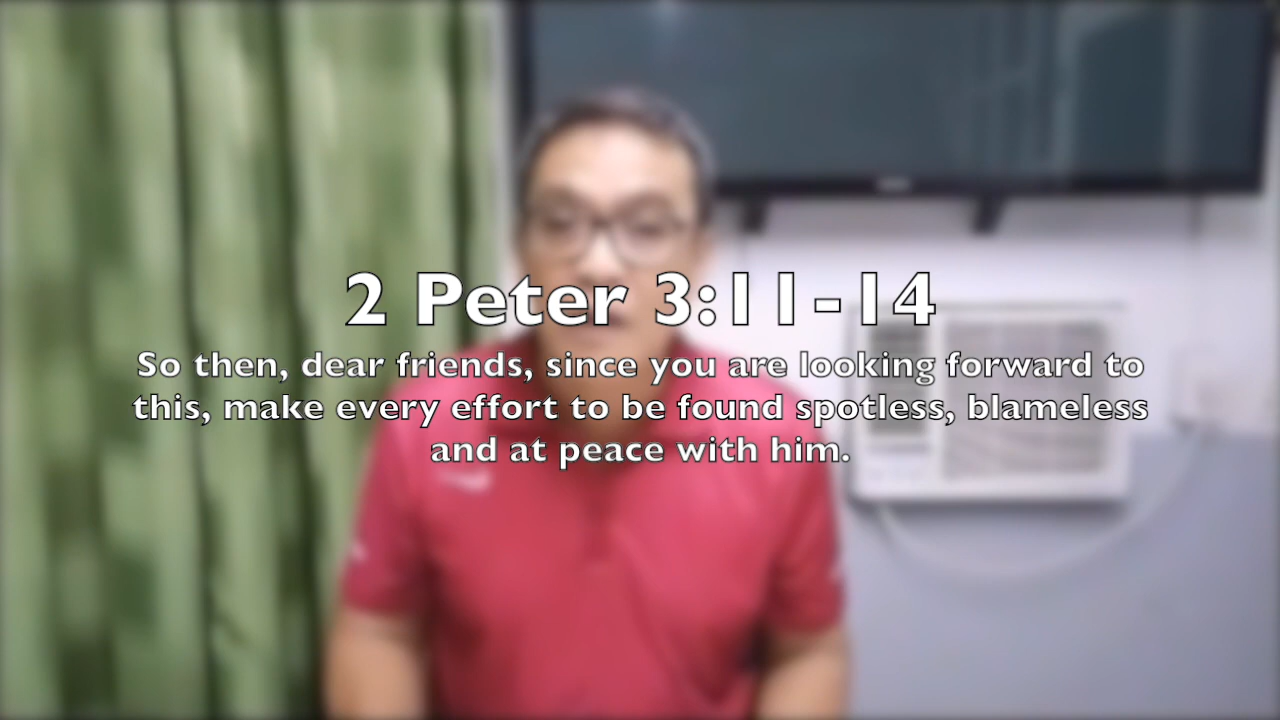 2 Peter 3:11-14
So then, dear friends, since you are looking forward to
this, make every effort to be found spotless, blameless
and at peace with him.